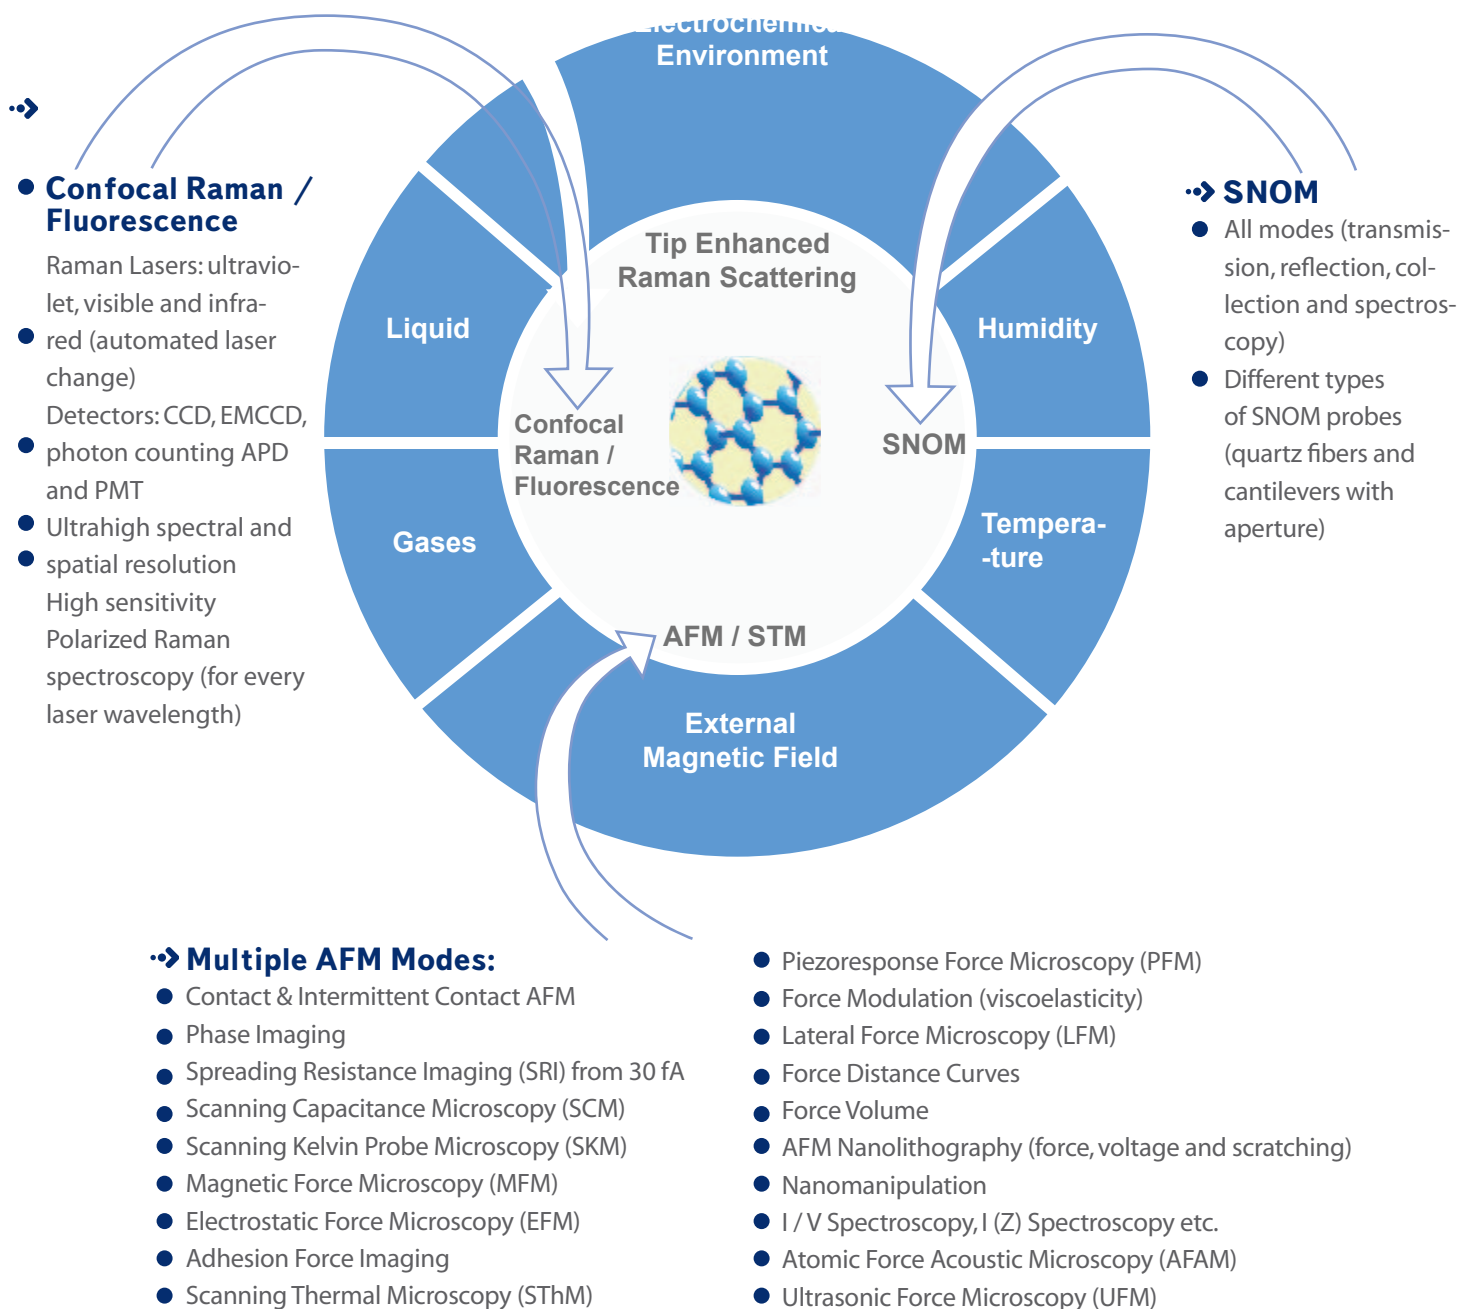 Electrochemical
Environment
Liquid
Humidity
Gases
Tempera-
-ture
External
Magnetic Field
Tip Enhanced
Raman Scattering
Confocal
Raman /
Fluorescence
SNOM
AFM / STM
Confocal Raman /
Fluorescence
Raman Lasers: ultravio-
let, visible and infra-
red (automated laser
change)
Detectors: CCD, EMCCD,
photon counting APD
and PMT
Ultrahigh spectral and
spatial resolution
High sensitivity
Polarized Raman
spectroscopy (for every
laser wavelength)
SNOM
All modes (transmis-
sion, reflection, col-
lection and spectros-
copy)
Different types
of SNOM probes
(quartz fibers and
cantilevers with
aperture)
Multiple AFM Modes:
Contact & Intermittent Contact AFM
Phase Imaging
Spreading Resistance Imaging (SRI) from 30 fA
Scanning Capacitance Microscopy (SCM)
Scanning Kelvin Probe Microscopy (SKM)
Magnetic Force Microscopy (MFM)
Electrostatic Force Microscopy (EFM)
Adhesion Force Imaging
Scanning Thermal Microscopy (SThM)
Piezoresponse Force Microscopy (PFM)
Force Modulation (viscoelasticity)
Lateral Force Microscopy (LFM)
Force Distance Curves
Force Volume
AFM Nanolithography (force, voltage and scratching)
Nanomanipulation
I / V Spectroscopy, I (Z) Spectroscopy etc.
Atomic Force Acoustic Microscopy (AFAM)
Ultrasonic Force Microscopy (UFM)